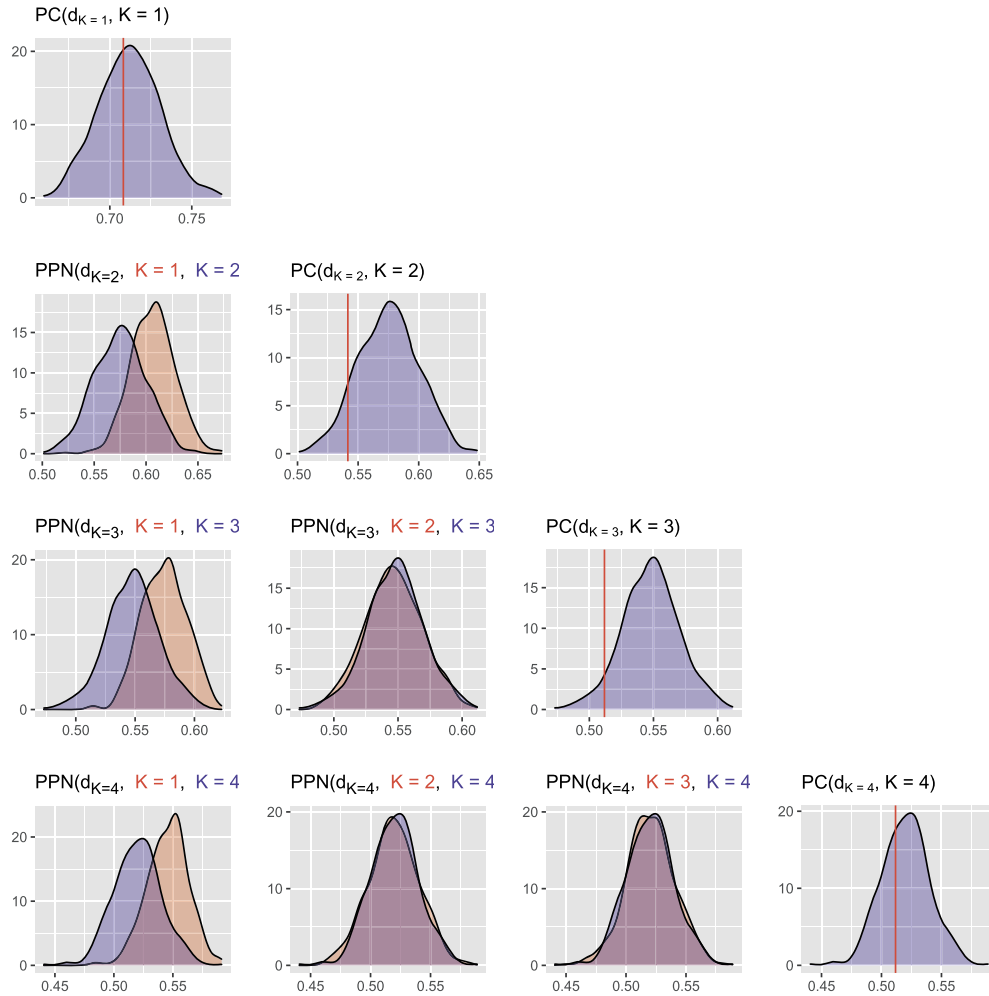 PC(dK = 1, K = 1)
20
10
0
0.70 0.75
PPN(dK=2, K = 1, K = 2
15
10
5
0
0.50 0.55 0.60 0.65
PC(dK = 2, K = 2)
15
10
5
0
0.50 0.55 0.60 0.65
PPN(dK=3, K = 1, K = 3
20
10
0
0.50 0.55 0.60
PPN(dK=3, K = 2, K = 3
15
10
5
0
0.50 0.55 0.60
PC(dK = 3, K = 3)
15
10
5
0
0.50 0.55 0.60
PPN(dK=4, K = 1, K = 4
20
10
0
0.45 0.50 0.55
PPN(dK=4, K = 2, K = 4
20
10
0
0.45 0.50 0.55
PPN(dK=4, K = 3, K = 4
20
10
0
0.45 0.50 0.55
PC(dK = 4, K = 4)
20
10
0
0.45 0.50 0.55